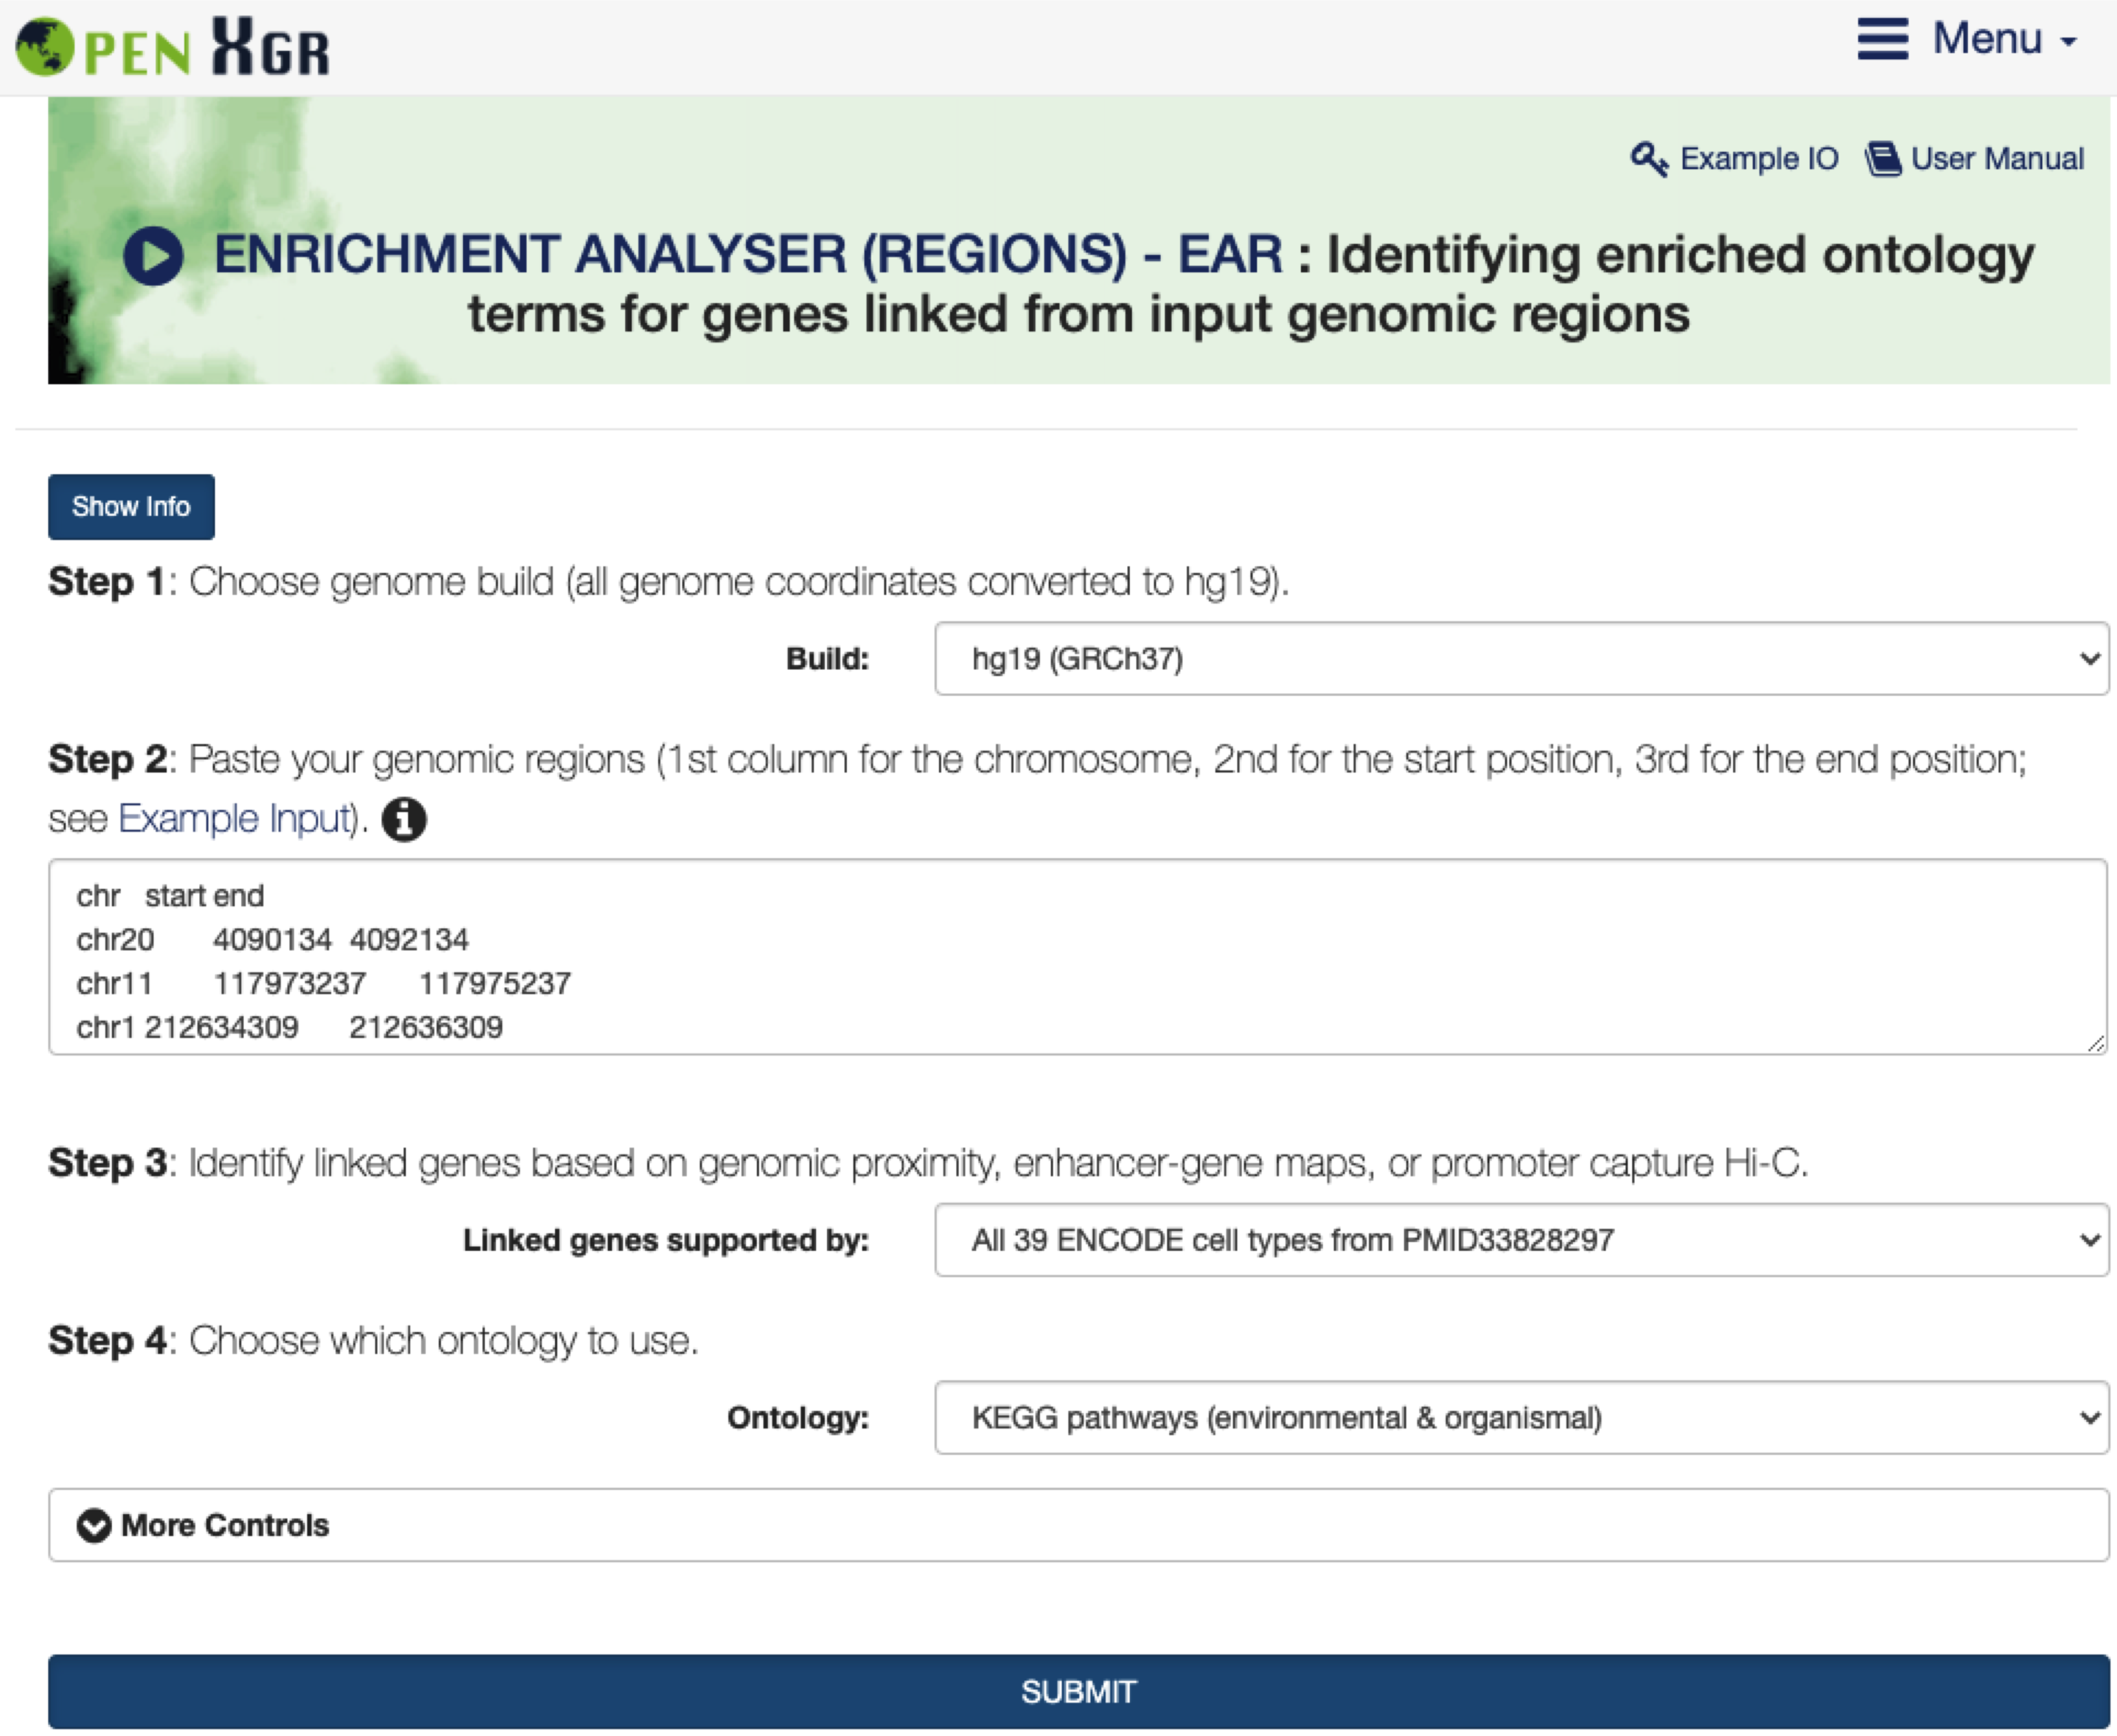 OPEN XGR
Menu
Example IO User Manual
ENRICHMENT ANALYSER (REGIONS) - EAR : Identifying enriched ontology
terms for genes linked from input genomic regions
Show Info
Step 1: Choose genome build (all genome coordinates converted to hg19).
Build: hg19 (GRCh37)
Step 2: Paste your genomic regions (1st column for the chromosome, 2nd for the start position, 3rd for the end position;
see Example Input).
chr start end
chr20 4090134 4092134
chr11 117973237 117975237
chr1 212634309 212636309
Step 3: Identify linked genes based on genomic proximity, enhancer-gene maps, or promoter capture Hi-C.
Linked genes supported by: All 39 ENCODE cell types from PMID33828297
Step 4: Choose which ontology to use.
Ontology: KEGG pathways (environmental & organismal)
More Controls
SUBMIT